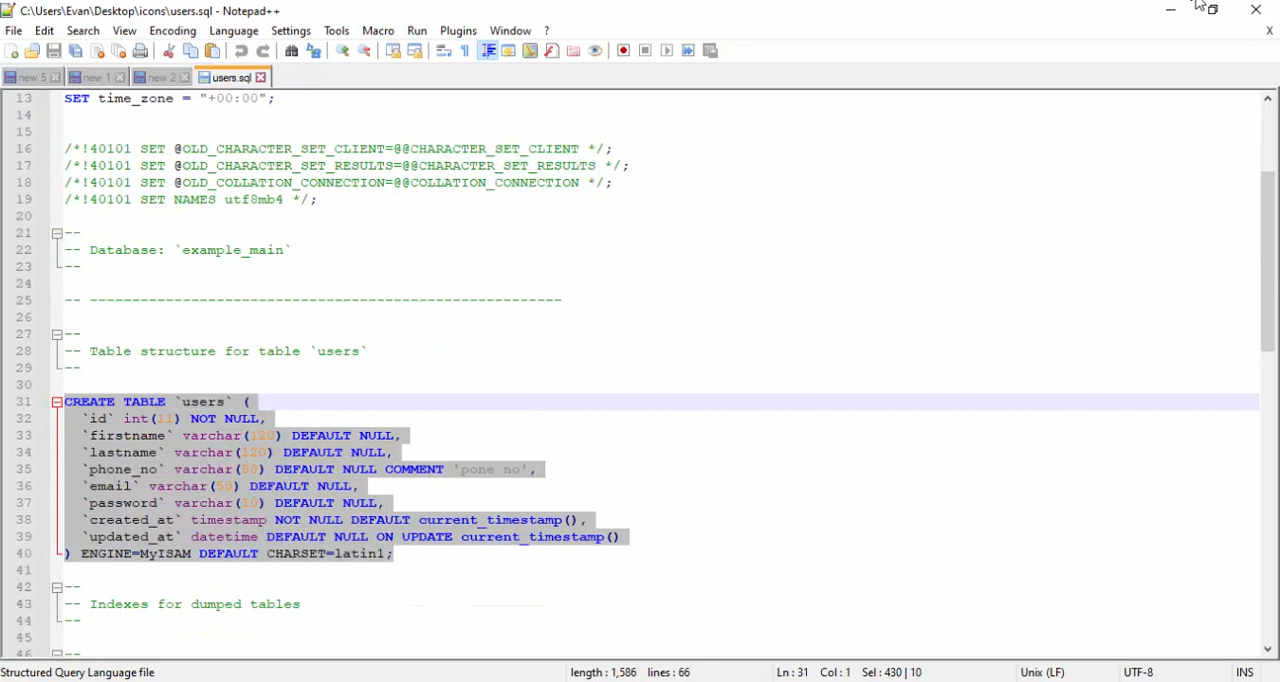 C:\Users\Evan\Desktop\icons\users.sql - Notepad++
File Edit Search View Encoding Language Settings Tools Macro Run Plugins Window ? X
new 5 new 1 new 2 users.sql
13 SET time_zone = "+00:00";
14
15
16 /*!40101 SET @OLD_CHARACTER_SET_CLIENT=@@CHARACTER_SET_CLIENT */;
17 /*!40101 SET @OLD_CHARACTER_SET_RESULTS=@@CHARACTER_SET_RESULTS */;
18 /*!40101 SET @OLD_COLLATION_CONNECTION=@@COLLATION_CONNECTION */;
19 /*!40101 SET NAMES utf8mb4 */;
20
21 --
22 -- Database: `example_main`
23 --
24
25 -- --------------------------------------------------------
26
27 --
28 -- Table structure for table `users`
29 --
30
31 CREATE TABLE `users` (
32 `id` int(11) NOT NULL,
33 `firstname` varchar(120) DEFAULT NULL,
34 `lastname` varchar(120) DEFAULT NULL,
35 `phone_no` varchar(80) DEFAULT NULL COMMENT 'pone no',
36 `email` varchar(50) DEFAULT NULL,
37 `password` varchar(10) DEFAULT NULL,
38 `created_at` timestamp NOT NULL DEFAULT current_timestamp(),
39 `updated_at` datetime DEFAULT NULL ON UPDATE current_timestamp()
40 ) ENGINE=MyISAM DEFAULT CHARSET=latin1;
41
42 --
43 -- Indexes for dumped tables
44 --
45
46 --
Structured Query Language file length : 1,586 lines : 66 Ln : 31 Col : 1 Sel : 430 | 10 Unix (LF) UTF-8 INS